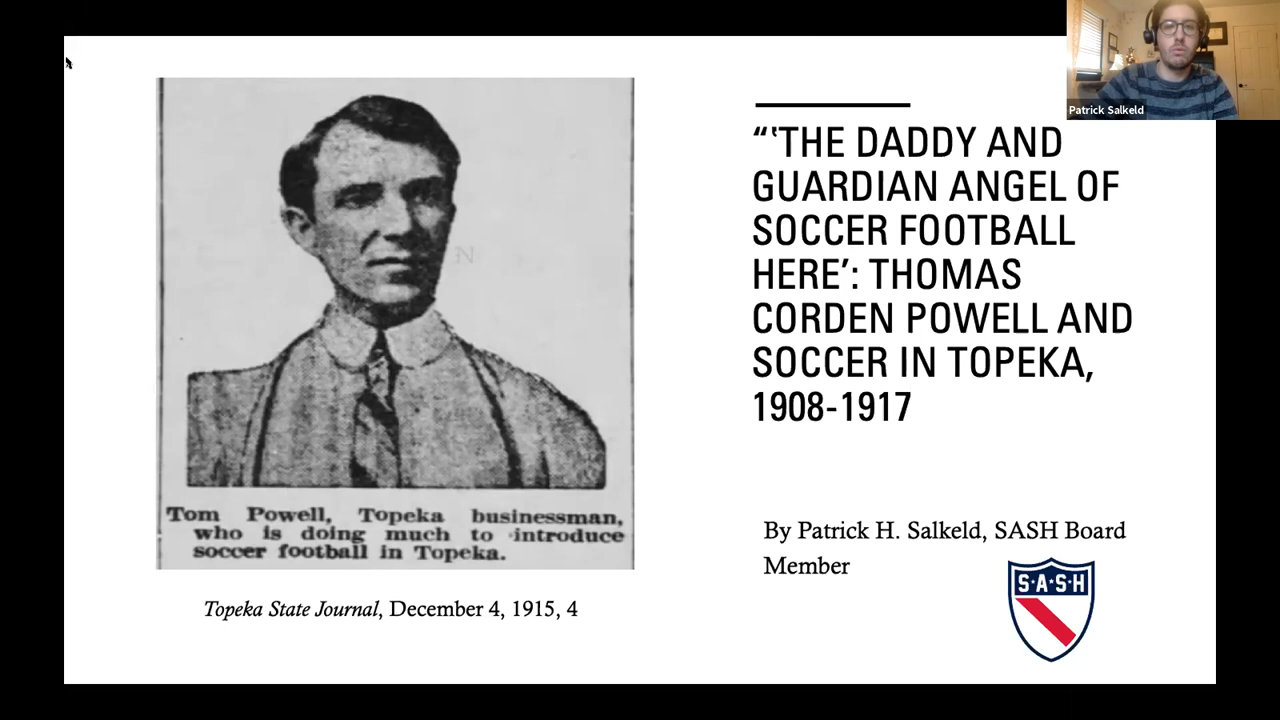 Patrick Salkeld
“‘THE DADDY AND
GUARDIAN ANGEL OF
SOCCER FOOTBALL
HERE’: THOMAS
CORDEN POWELL AND
SOCCER IN TOPEKA,
1908-1917
Tom Powell, Topeka businessman,
who is doing much to introduce
soccer football in Topeka.
Topeka State Journal, December 4, 1915, 4
By Patrick H. Salkeld, SASH Board
Member
S★A★S★H